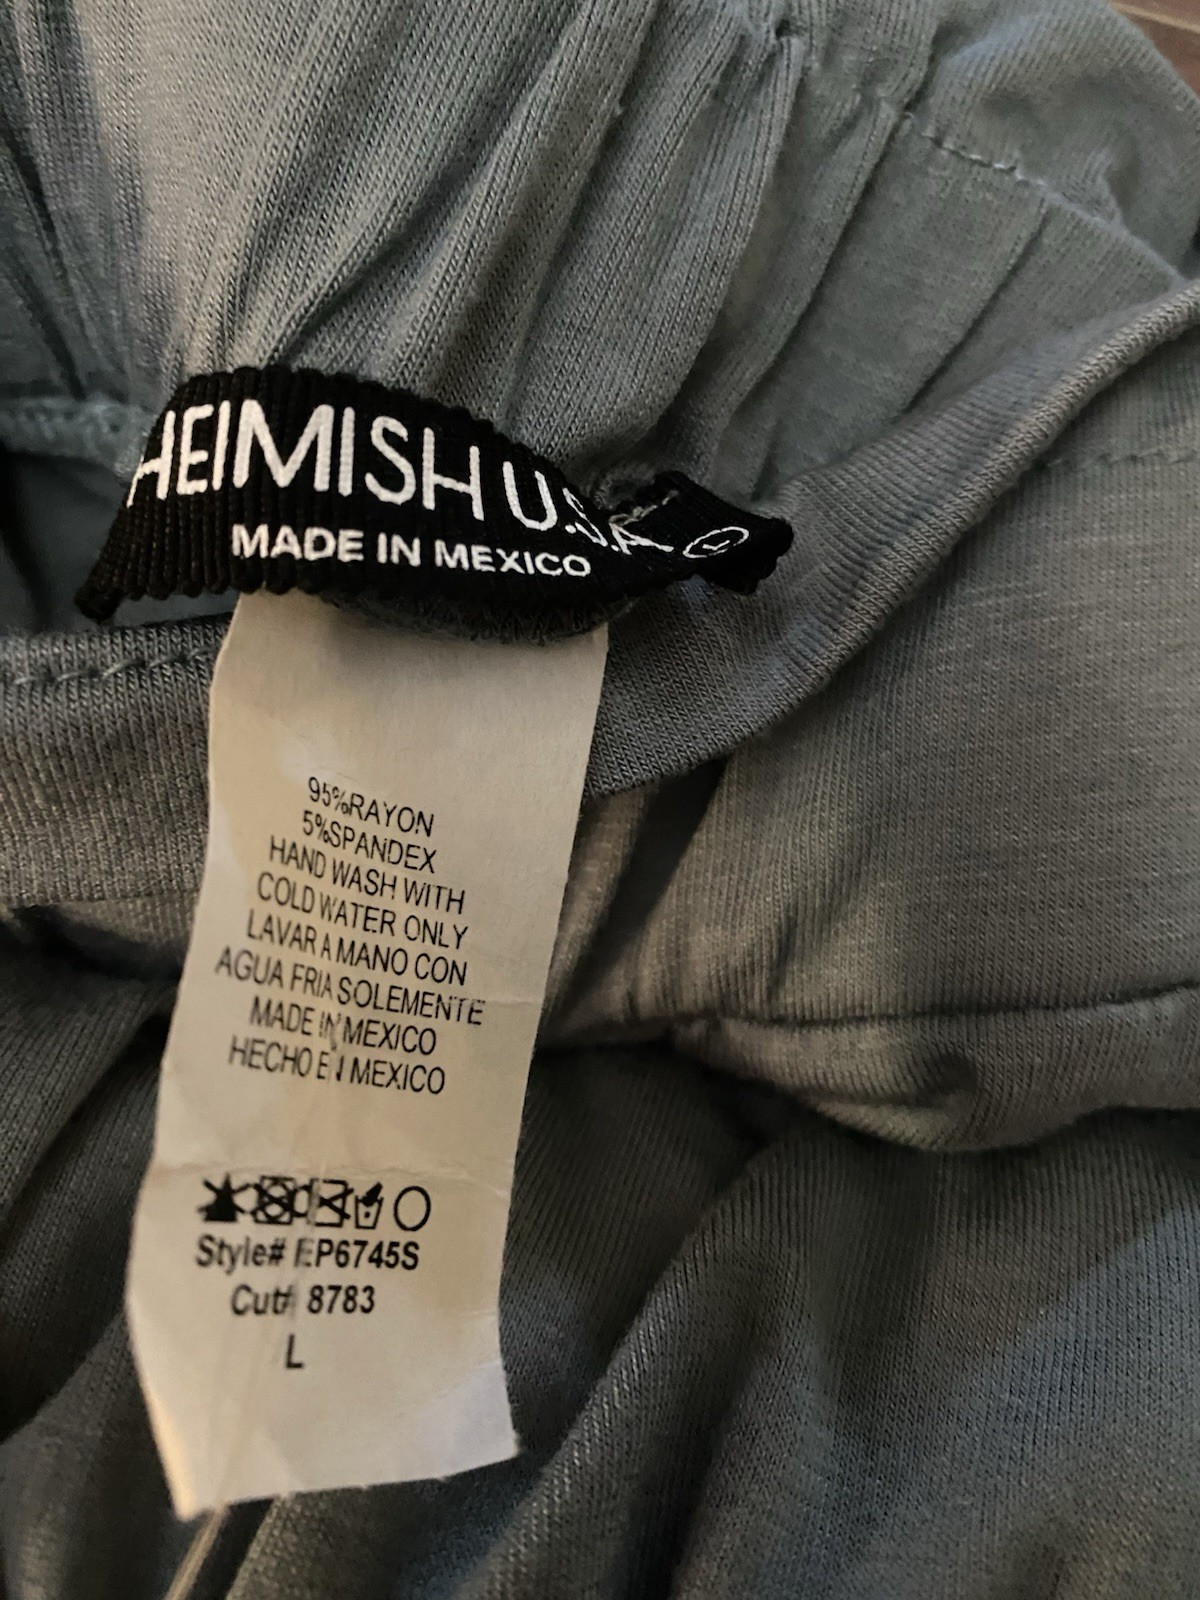 HEIMISH U.S.A
L
MADE IN MEXICO
95%RAYON
5%SPANDEX
HAND WASH WITH
COLD WATER ONLY
LAVAR A MANO CON
AGUA FRIA SOLEMENTE
MADE IN MEXICO
HECHO EN MEXICO
Style# EP6745S
Cut# 8783
L